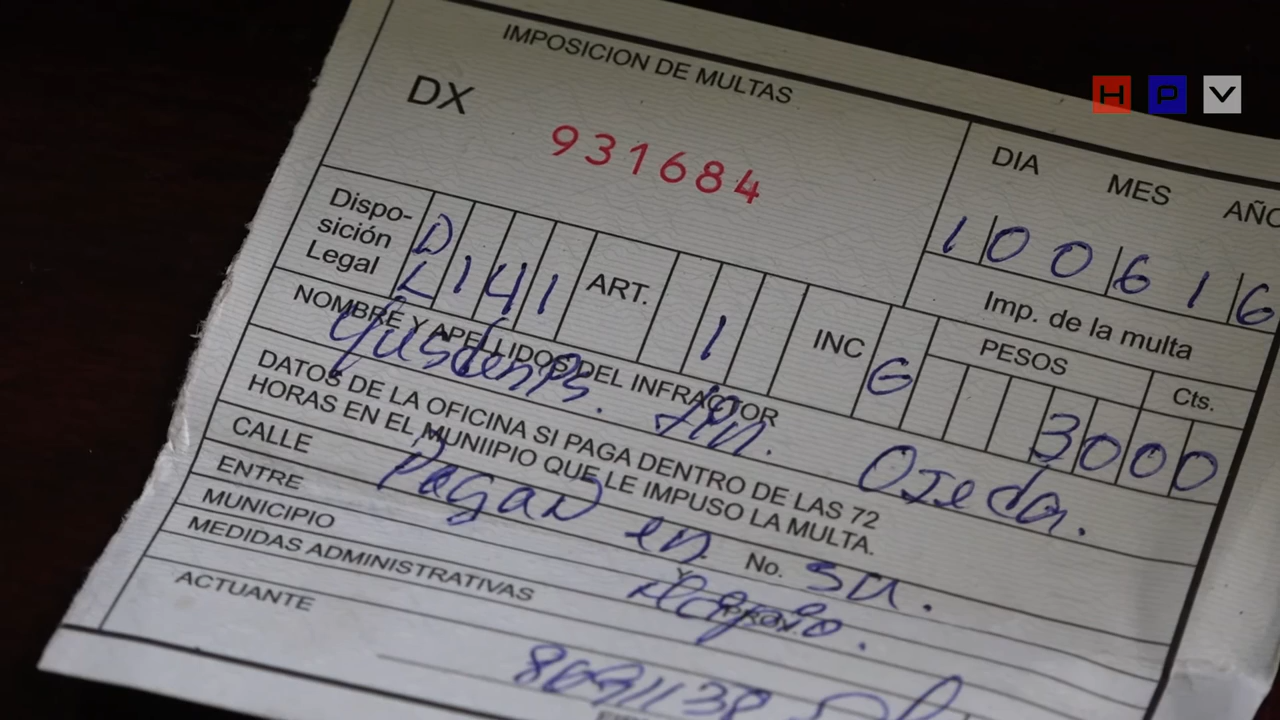 H P V
IMPOSICION DE MULTAS
DX
931684
DIA MES AÑO
10 06 16
Imp. de la multa
Dispo-
sición
Legal
DL 141 ART. 1 INC G
PESOS Cts.
30 00
NOMBRE Y APELLIDOS DEL INFRACTOR
Ojeda.
DATOS DE LA OFICINA SI PAGA DENTRO DE LAS 72
HORAS EN EL MUNIIPIO QUE LE IMPUSO LA MULTA.
CALLE
Pagar en No. su.
ENTRE Y
MUNICIPIO PROV.
MEDIDAS ADMINISTRATIVAS
ACTUANTE